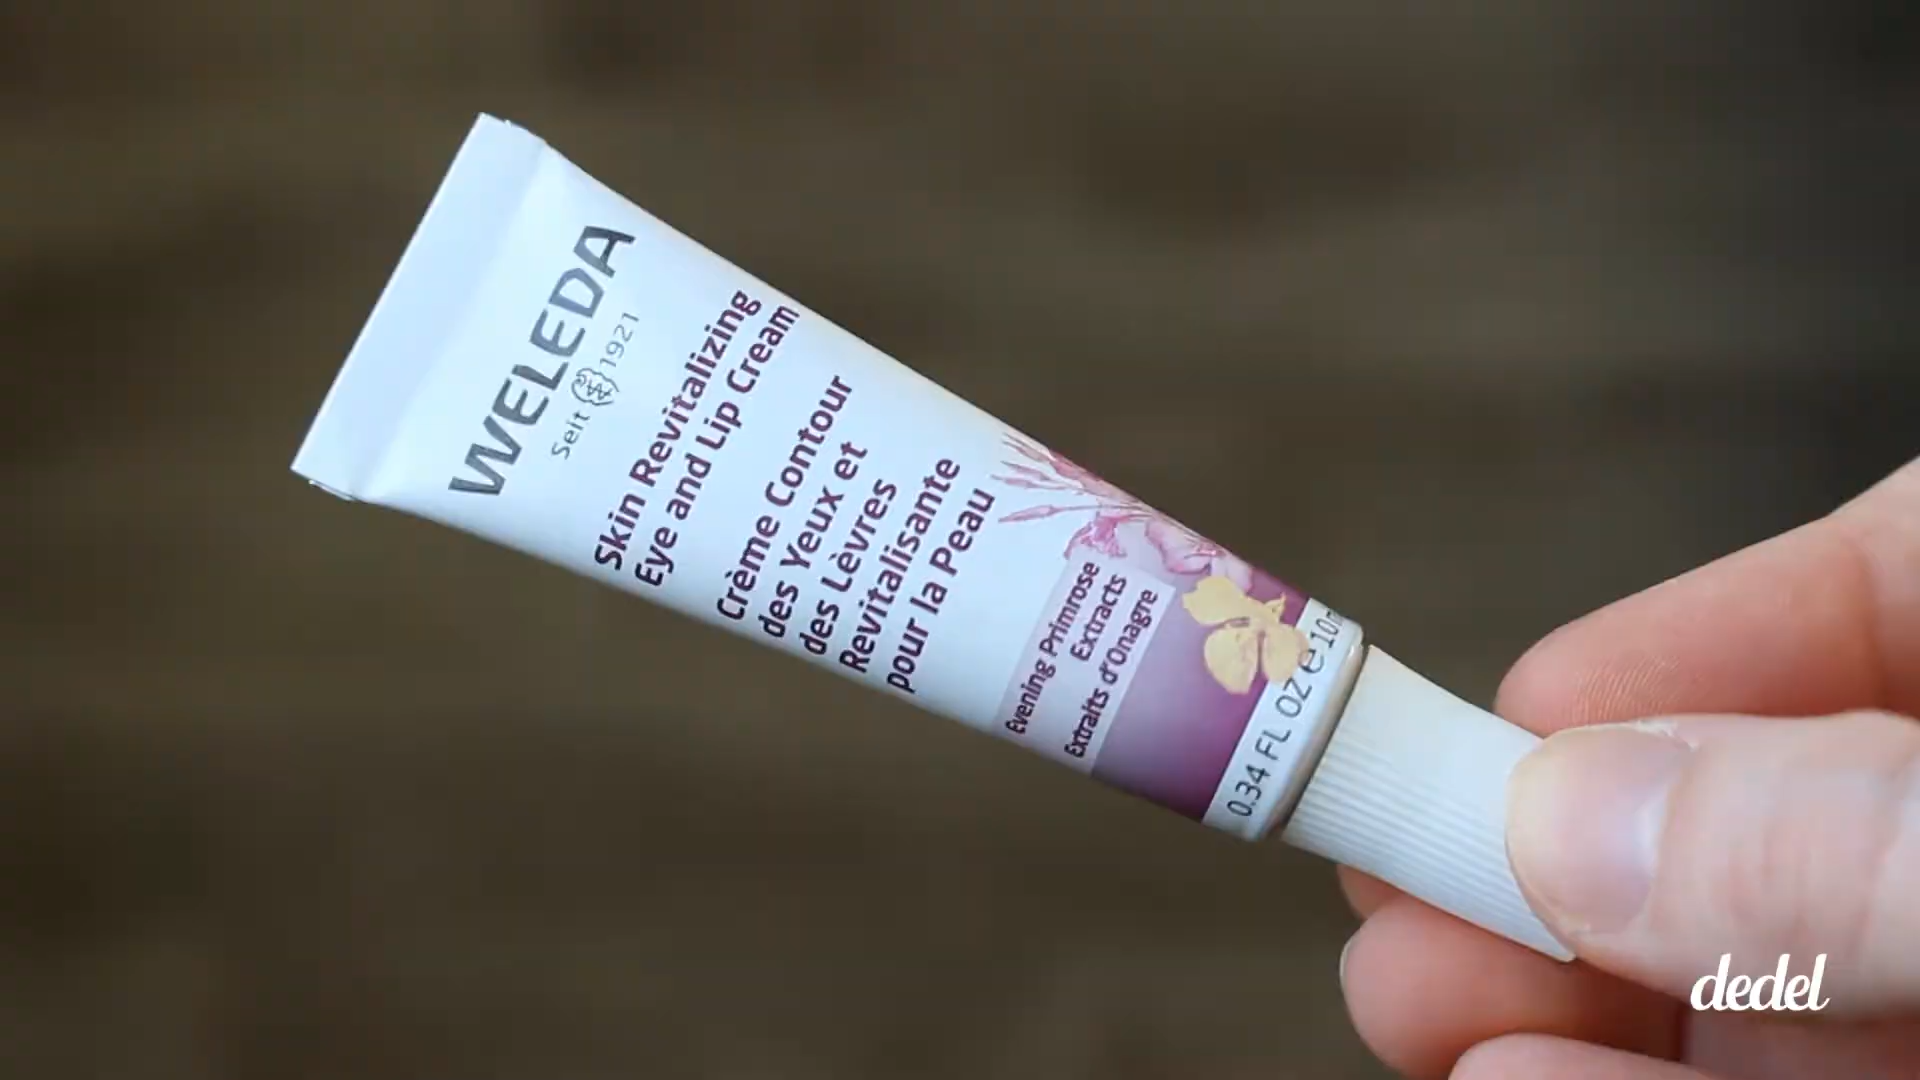 WELEDA
Seit 1921
Skin Revitalizing
Eye and Lip Cream
Crème Contour
des Yeux et
des Lèvres
Revitalisante
pour la Peau
Evening Primrose
Extracts
Extraits d'Onagre
0.34 FL OZ ℮ 10
dedel